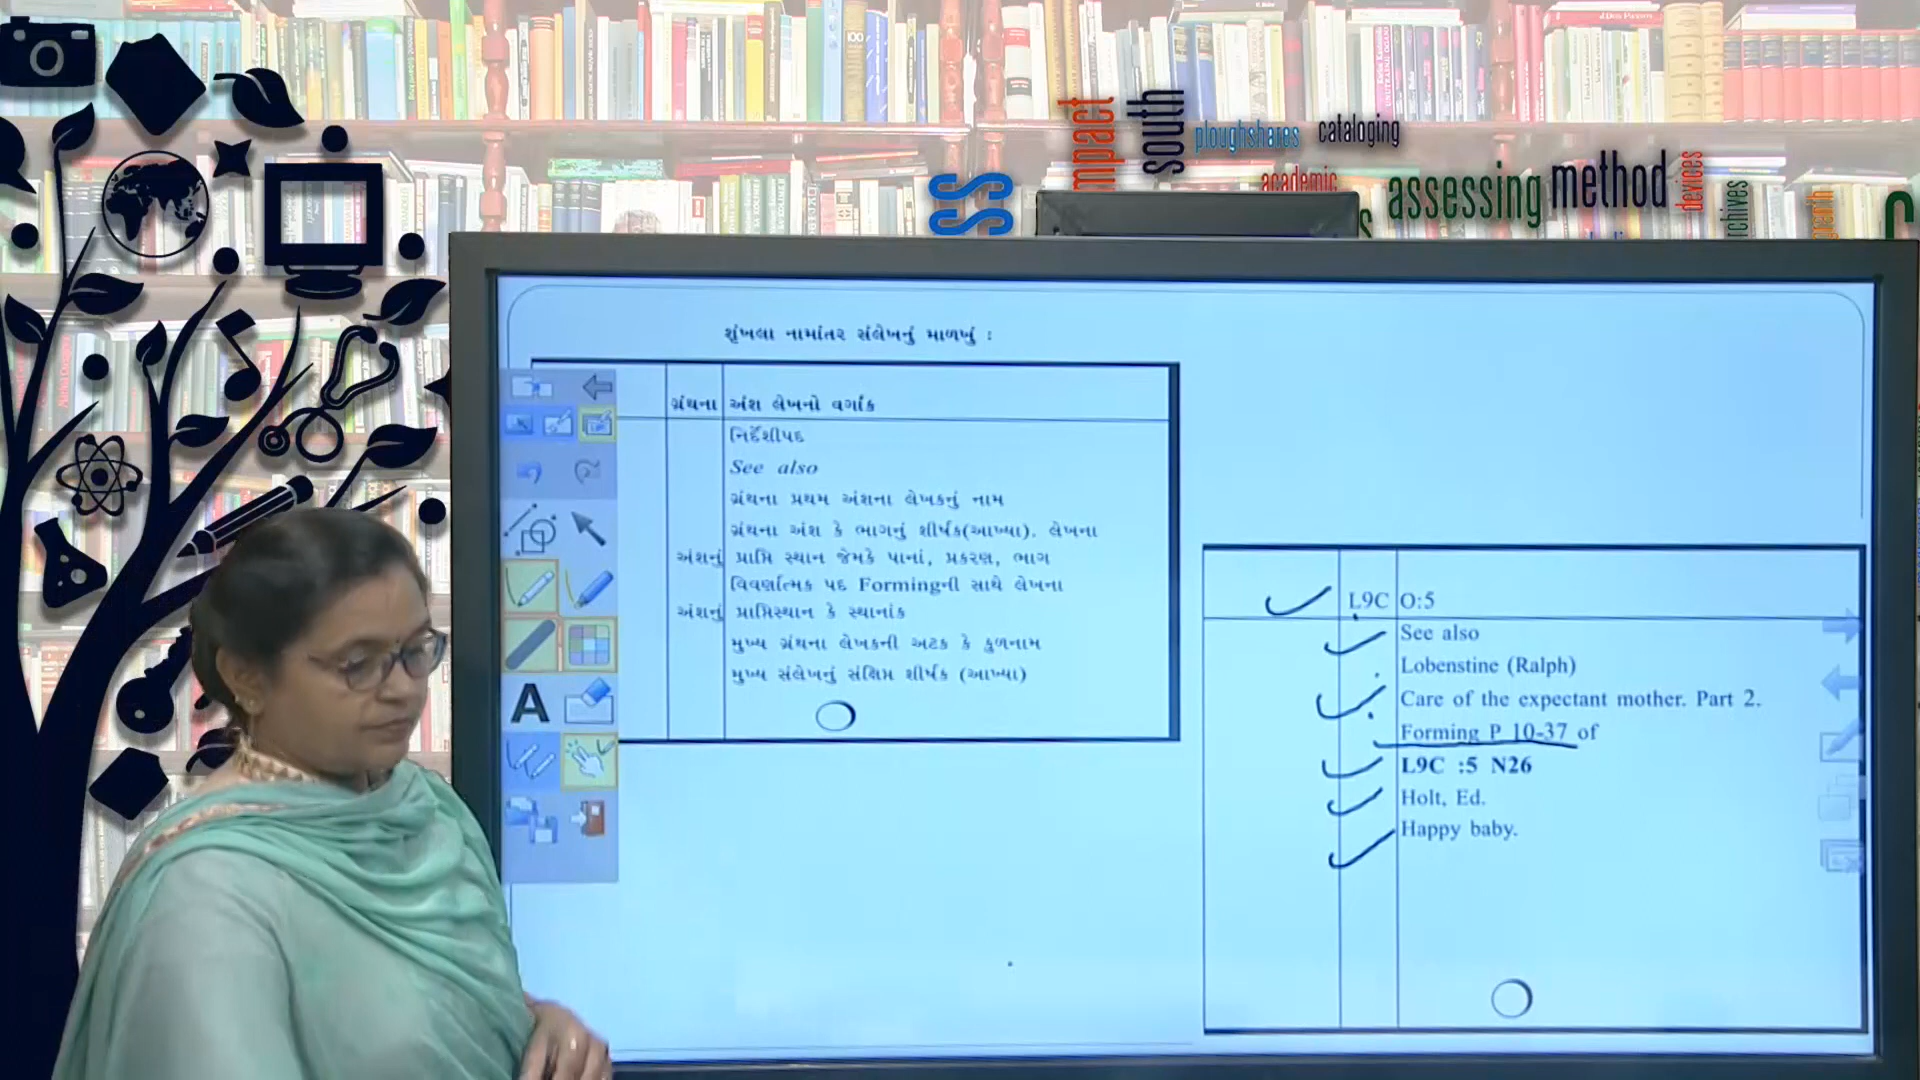 impact
south
ploughshares
cataloging
academic
assessing
method
devices
શૃંખલા નામાંતર સંલેખનું માળખું :
ગ્રંથના અંશ લેખનો વર્ગાંક
નિર્દેશીપદ
See also
ગ્રંથના પ્રથમ અંશના લેખકનું નામ
ગ્રંથના અંશ કે ભાગનું શીર્ષક(આખ્યા). લેખના
અંશનું પ્રાપ્તિ સ્થાન જેમકે પાનાં, પ્રકરણ, ભાગ
વિવર્ણાત્મક પદ Formingની સાથે લેખના
અંશનું પ્રાપ્તિસ્થાન કે સ્થાનાંક
મુખ્ય ગ્રંથના લેખકની અટક કે કુળનામ
મુખ્ય સંલેખનું સંક્ષિપ્ત શીર્ષક (આખ્યા)
A
L9C O:5
See also
Lobenstine (Ralph)
Care of the expectant mother. Part 2.
Forming P 10-37 of
L9C :5 N26
Holt, Ed.
Happy baby.